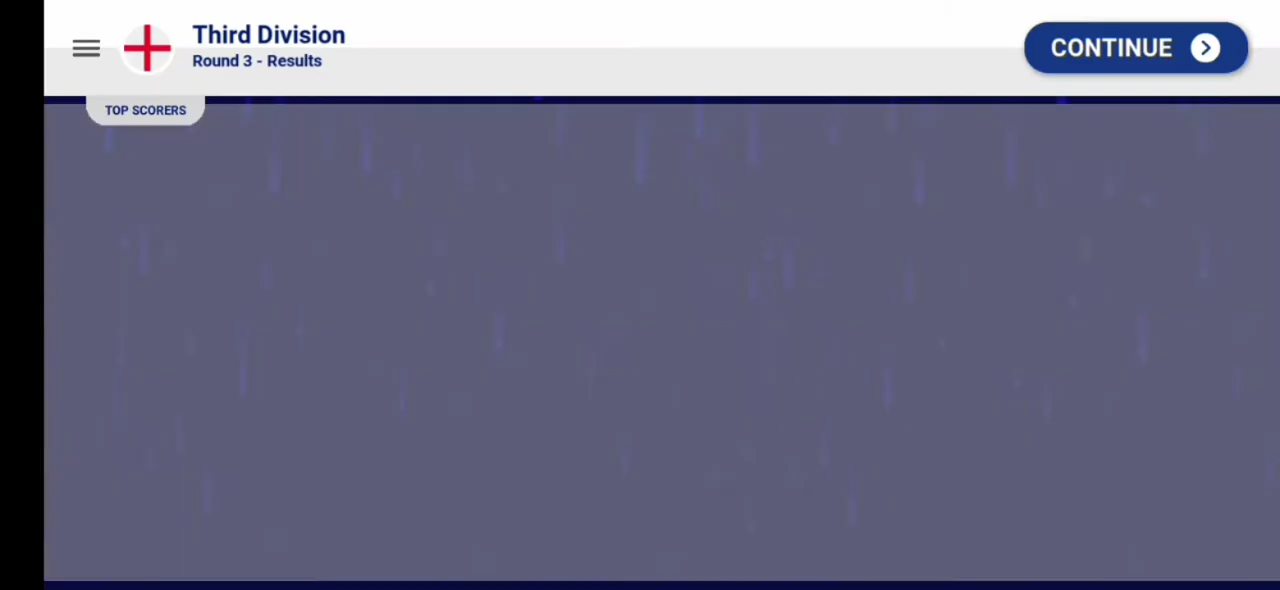 Third Division
Round 3 - Results
CONTINUE
TOP SCORERS